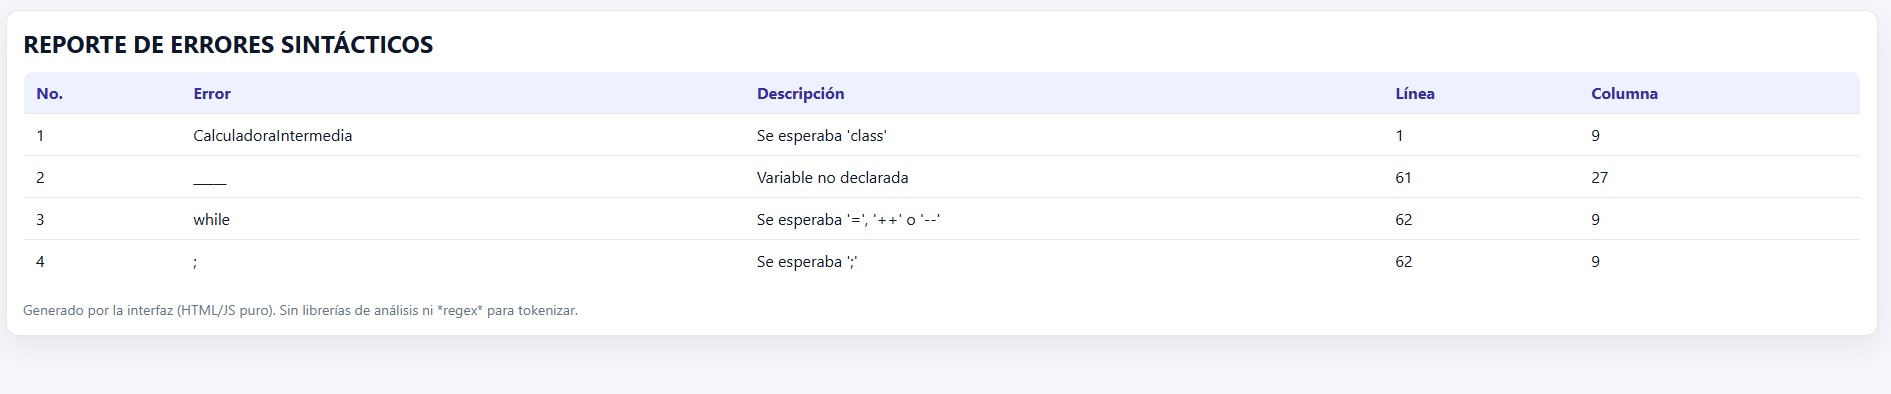 REPORTE DE ERRORES SINTÁCTICOS
No. Error Descripción Línea Columna
1 CalculadoraIntermedia Se esperaba 'class' 1 9
2 _____ Variable no declarada 61 27
3 while Se esperaba '=', '++' o '--' 62 9
4 ; Se esperaba ';' 62 9
Generado por la interfaz (HTML/JS puro). Sin librerías de análisis ni *regex* para tokenizar.